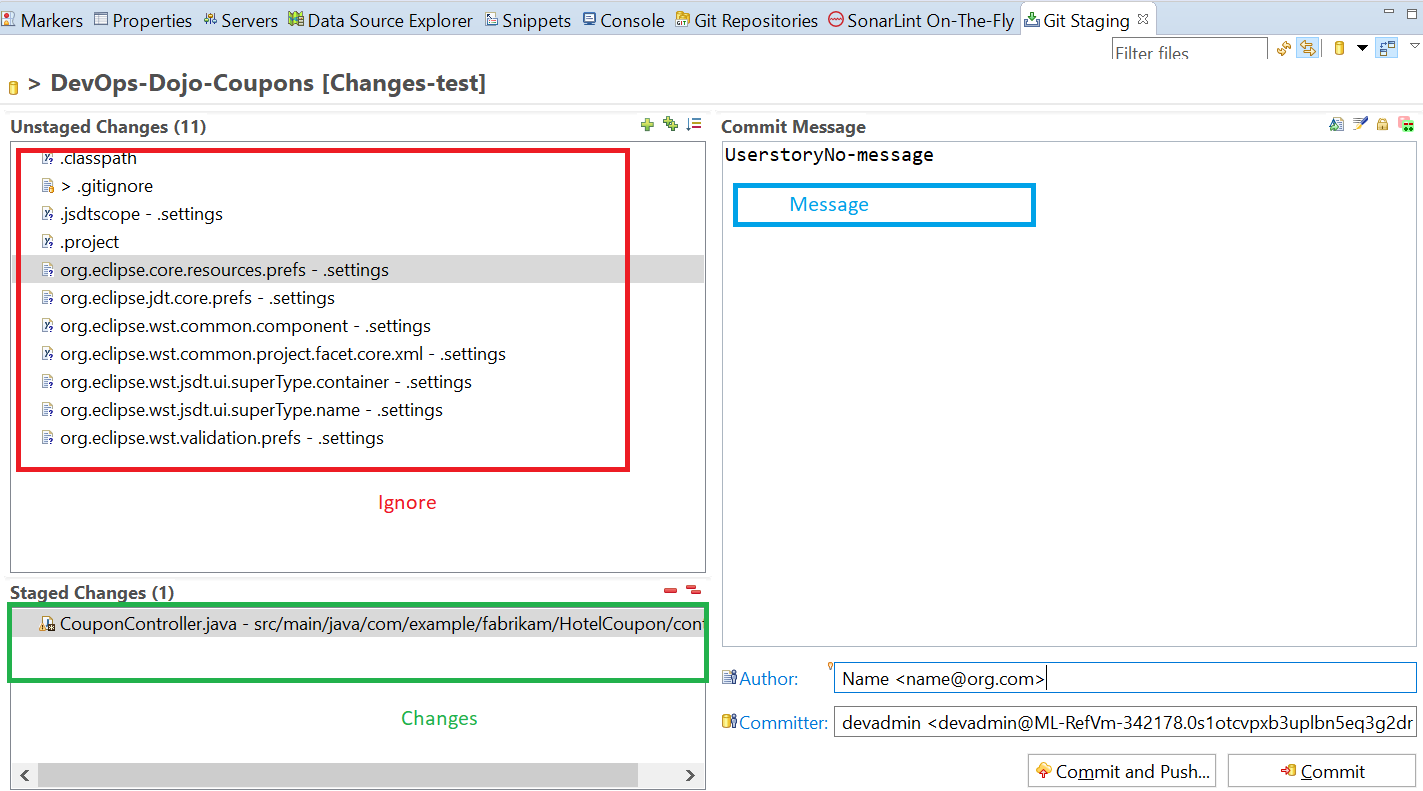 Markers Properties Servers Data Source Explorer Snippets Console Git Repositories SonarLint On-The-Fly Git Staging
Filter files
> DevOps-Dojo-Coupons [Changes-test]
Unstaged Changes (11)
.classpath
> .gitignore
.jsdtscope - .settings
.project
org.eclipse.core.resources.prefs - .settings
org.eclipse.jdt.core.prefs - .settings
org.eclipse.wst.common.component - .settings
org.eclipse.wst.common.project.facet.core.xml - .settings
org.eclipse.wst.jsdt.ui.superType.container - .settings
org.eclipse.wst.jsdt.ui.superType.name - .settings
org.eclipse.wst.validation.prefs - .settings
Ignore
Staged Changes (1)
CouponController.java - src/main/java/com/example/fabrikam/HotelCoupon/cont
Changes
Commit Message
UserstoryNo-message
Message
Author: Name <name@org.com>
Committer: devadmin <devadmin@ML-RefVm-342178.0s1otcvpxb3uplbn5eq3g2dr
Commit and Push... Commit